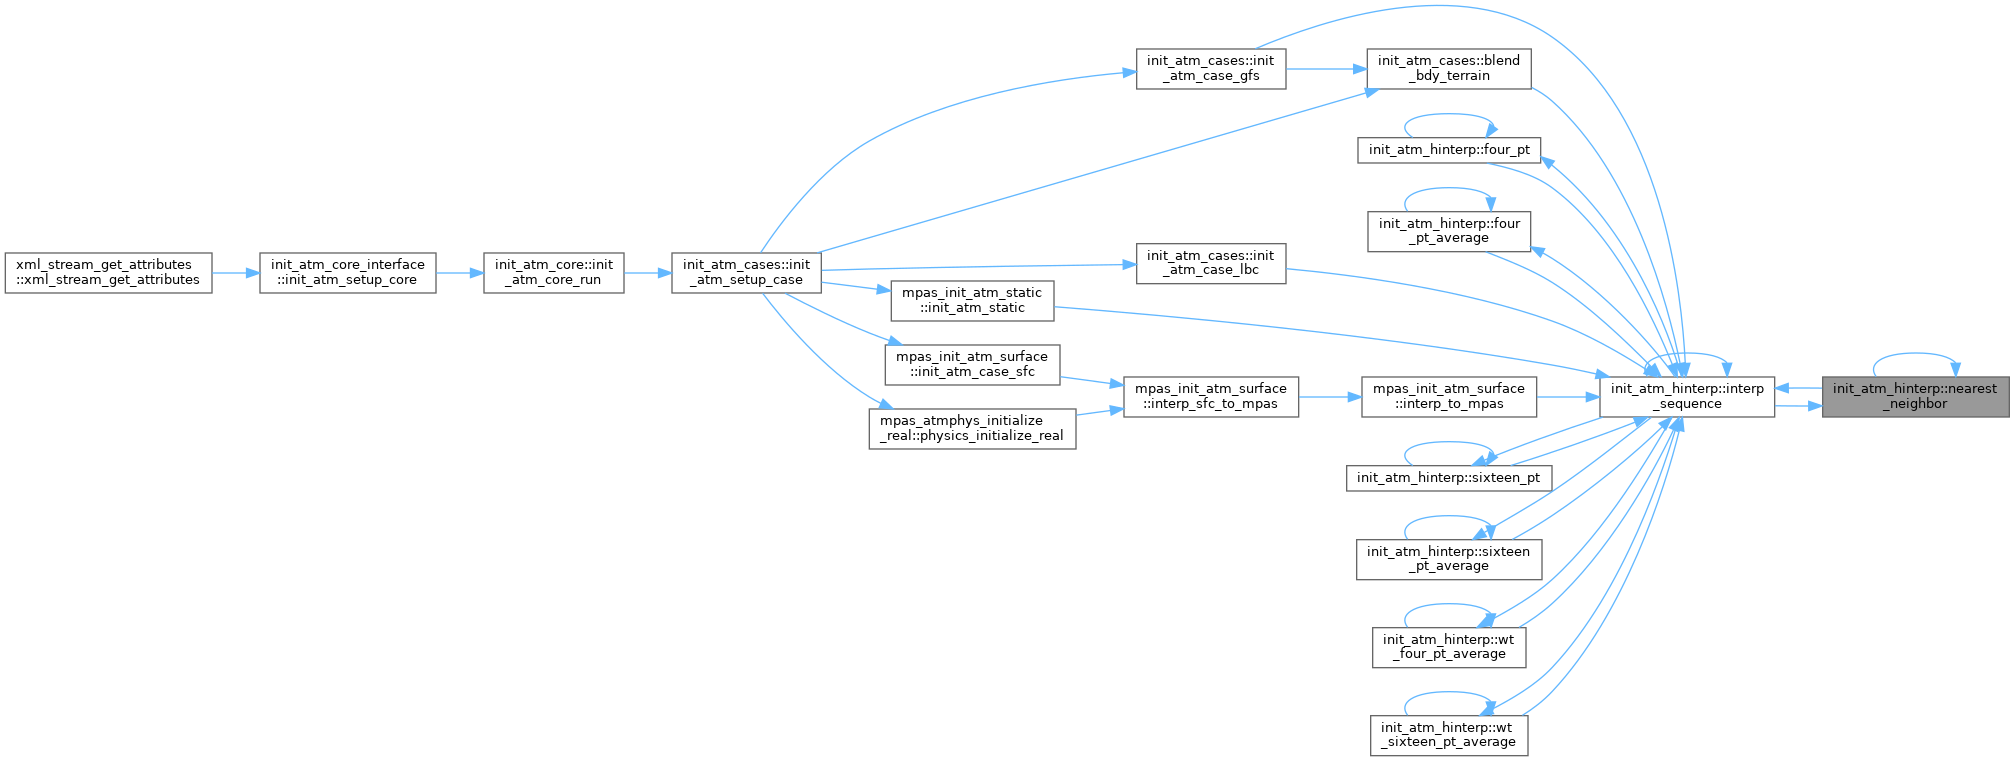 xml_stream_get_attributes
::xml_stream_get_attributes
init_atm_core_interface
::init_atm_setup_core
init_atm_core::init
_atm_core_run
init_atm_cases::init
_atm_setup_case
init_atm_cases::init
_atm_case_gfs
init_atm_cases::blend
_bdy_terrain
init_atm_hinterp::four_pt
init_atm_hinterp::four
_pt_average
init_atm_cases::init
_atm_case_lbc
mpas_init_atm_static
::init_atm_static
mpas_init_atm_surface
::init_atm_case_sfc
mpas_atmphys_initialize
_real::physics_initialize_real
mpas_init_atm_surface
::interp_sfc_to_mpas
mpas_init_atm_surface
::interp_to_mpas
init_atm_hinterp::interp
_sequence
init_atm_hinterp::nearest
_neighbor
init_atm_hinterp::sixteen_pt
init_atm_hinterp::sixteen
_pt_average
init_atm_hinterp::wt
_four_pt_average
init_atm_hinterp::wt
_sixteen_pt_average